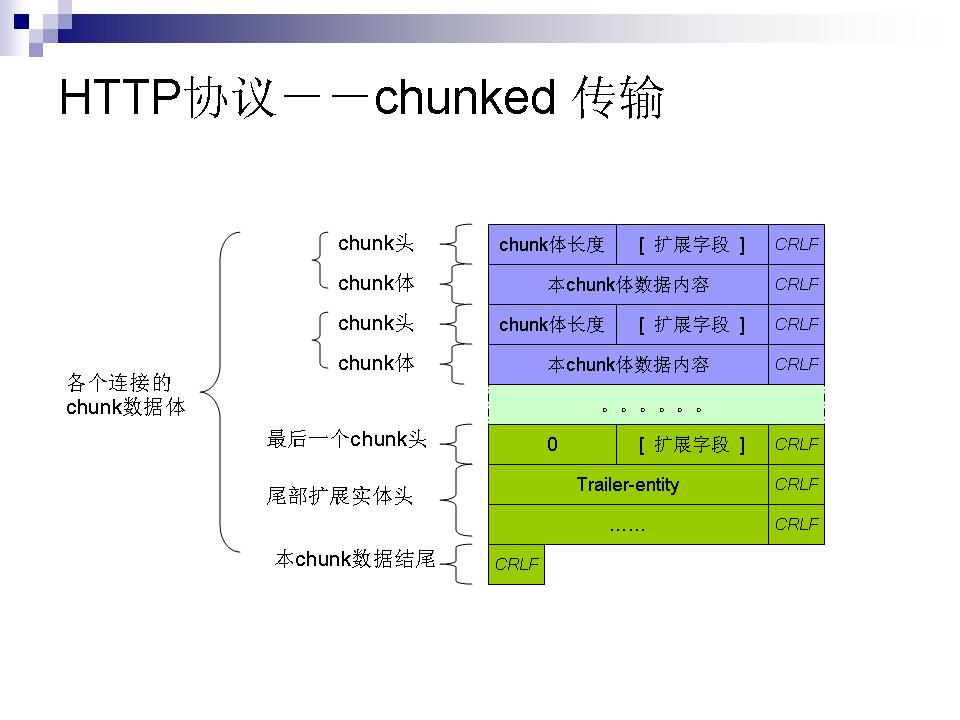 HTTP协议－－chunked 传输
chunk头
chunk体长度
[ 扩展字段 ]
CRLF
chunk体
本chunk体数据内容
CRLF
chunk头
chunk体长度
[ 扩展字段 ]
CRLF
chunk体
本chunk体数据内容
CRLF
各个连接的
chunk数据体
。。。。。。
最后一个chunk头
0
[ 扩展字段 ]
CRLF
尾部扩展实体头
Trailer-entity
CRLF
……
CRLF
本chunk数据结尾
CRLF